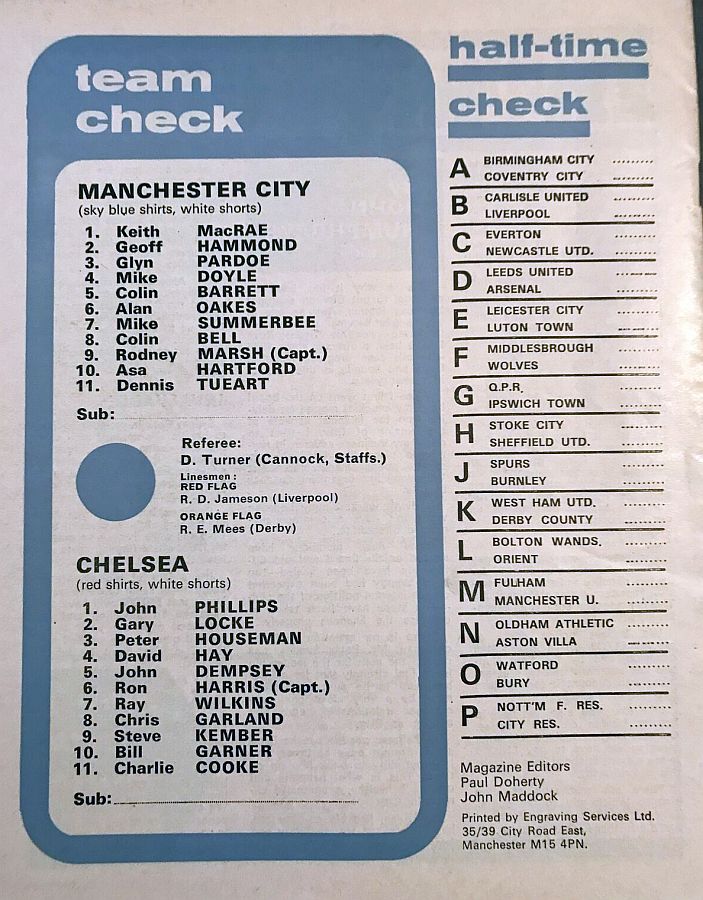 team
check
MANCHESTER CITY
(sky blue shirts, white shorts)
1. Keith MacRAE
2. Geoff HAMMOND
3. Glyn PARDOE
4. Mike DOYLE
5. Colin BARRETT
6. Alan OAKES
7. Mike SUMMERBEE
8. Colin BELL
9. Rodney MARSH (Capt.)
10. Asa HARTFORD
11. Dennis TUEART
Sub:
Referee:
D. Turner (Cannock, Staffs.)
Linesmen:
RED FLAG
R. D. Jameson (Liverpool)
ORANGE FLAG
R. E. Mees (Derby)
CHELSEA
(red shirts, white shorts)
1. John PHILLIPS
2. Gary LOCKE
3. Peter HOUSEMAN
4. David HAY
5. John DEMPSEY
6. Ron HARRIS (Capt.)
7. Ray WILKINS
8. Chris GARLAND
9. Steve KEMBER
10. Bill GARNER
11. Charlie COOKE
Sub:
half-time
check
A BIRMINGHAM CITY
COVENTRY CITY
B CARLISLE UNITED
LIVERPOOL
C EVERTON
NEWCASTLE UTD.
D LEEDS UNITED
ARSENAL
E LEICESTER CITY
LUTON TOWN
F MIDDLESBROUGH
WOLVES
G Q.P.R.
IPSWICH TOWN
H STOKE CITY
SHEFFIELD UTD.
J SPURS
BURNLEY
K WEST HAM UTD.
DERBY COUNTY
L BOLTON WANDS.
ORIENT
M FULHAM
MANCHESTER U.
N OLDHAM ATHLETIC
ASTON VILLA
O WATFORD
BURY
P NOTT'M F. RES.
CITY RES.
Magazine Editors
Paul Doherty
John Maddock
Printed by Engraving Services Ltd.
35/39 City Road East,
Manchester M15 4PN.